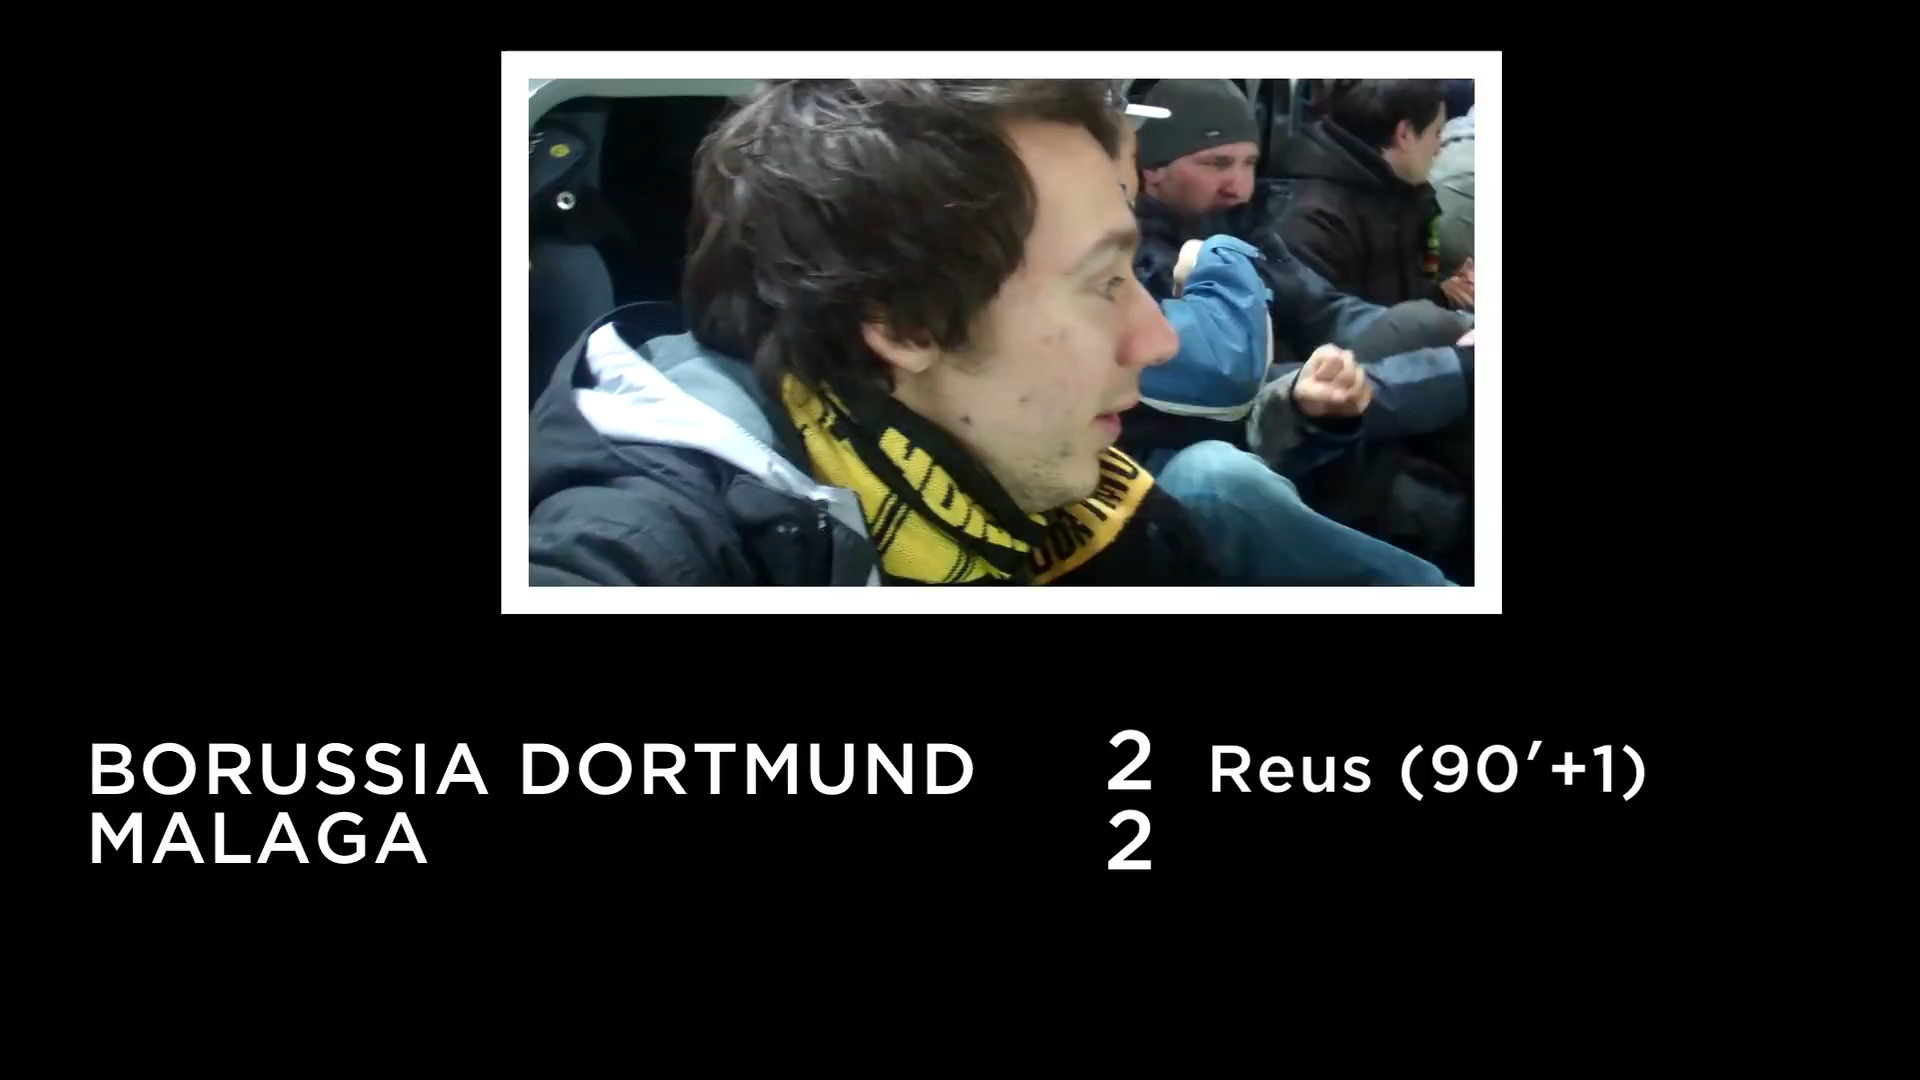 BORUSSIA DORTMUND 2 Reus (90′+1)
MALAGA 2